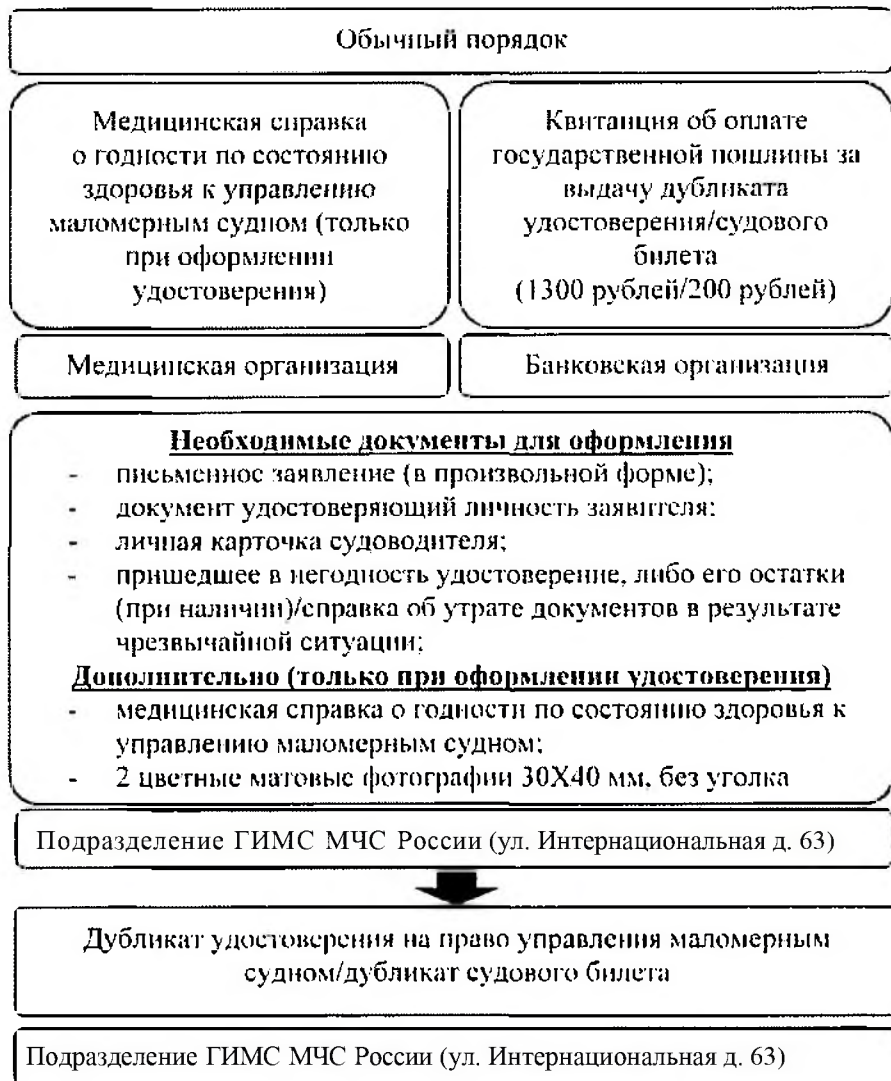 Обычный порядок
Медицинская справка
о годности по состоянию
здоровья к управлению
маломерным судном (только
при оформлении
удостоверения)
Квитанция об оплате
государственной пошлины за
выдачу дубликата
удостоверения/судового
билета
(1300 рублей/200 рублей)
Медицинская организация
Банковская организация
Необходимые документы для оформления
- письменное заявление (в произвольной форме);
- документ удостоверяющий личность заявителя;
- личная карточка судоводителя;
- пришедшее в негодность удостоверение, либо его остатки
(при наличии)/справка об утрате документов в результате
чрезвычайной ситуации;
Дополнительно (только при оформлении удостоверения)
- медицинская справка о годности по состоянию здоровья к
управлению маломерным судном;
- 2 цветные матовые фотографии 30Х40 мм, без уголка
Подразделение ГИМС МЧС России (ул. Интернациональная д. 63)
Дубликат удостоверения на право управления маломерным
судном/дубликат судового билета
Подразделение ГИМС МЧС России (ул. Интернациональная д. 63)